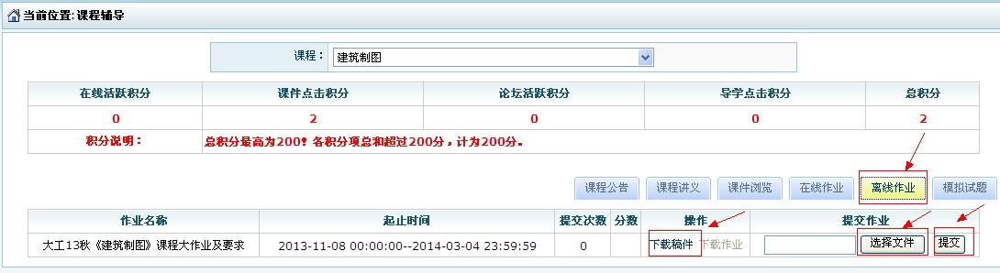 当前位置:课程辅导
课程： 建筑制图
在线活跃积分 课件点击积分 论坛活跃积分 导学点击积分 总积分
0 2 0 0 2
积分说明： 总积分最高为200！各积分项总和超过200分，计为200分。
课程公告 课程讲义 课件浏览 在线作业 离线作业 模拟试题
作业名称 起止时间 提交次数 分数 操作 提交作业
大工13秋《建筑制图》课程大作业及要求 2013-11-08 00:00:00--2014-03-04 23:59:59 0 下载稿件 下载作业 选择文件 提交